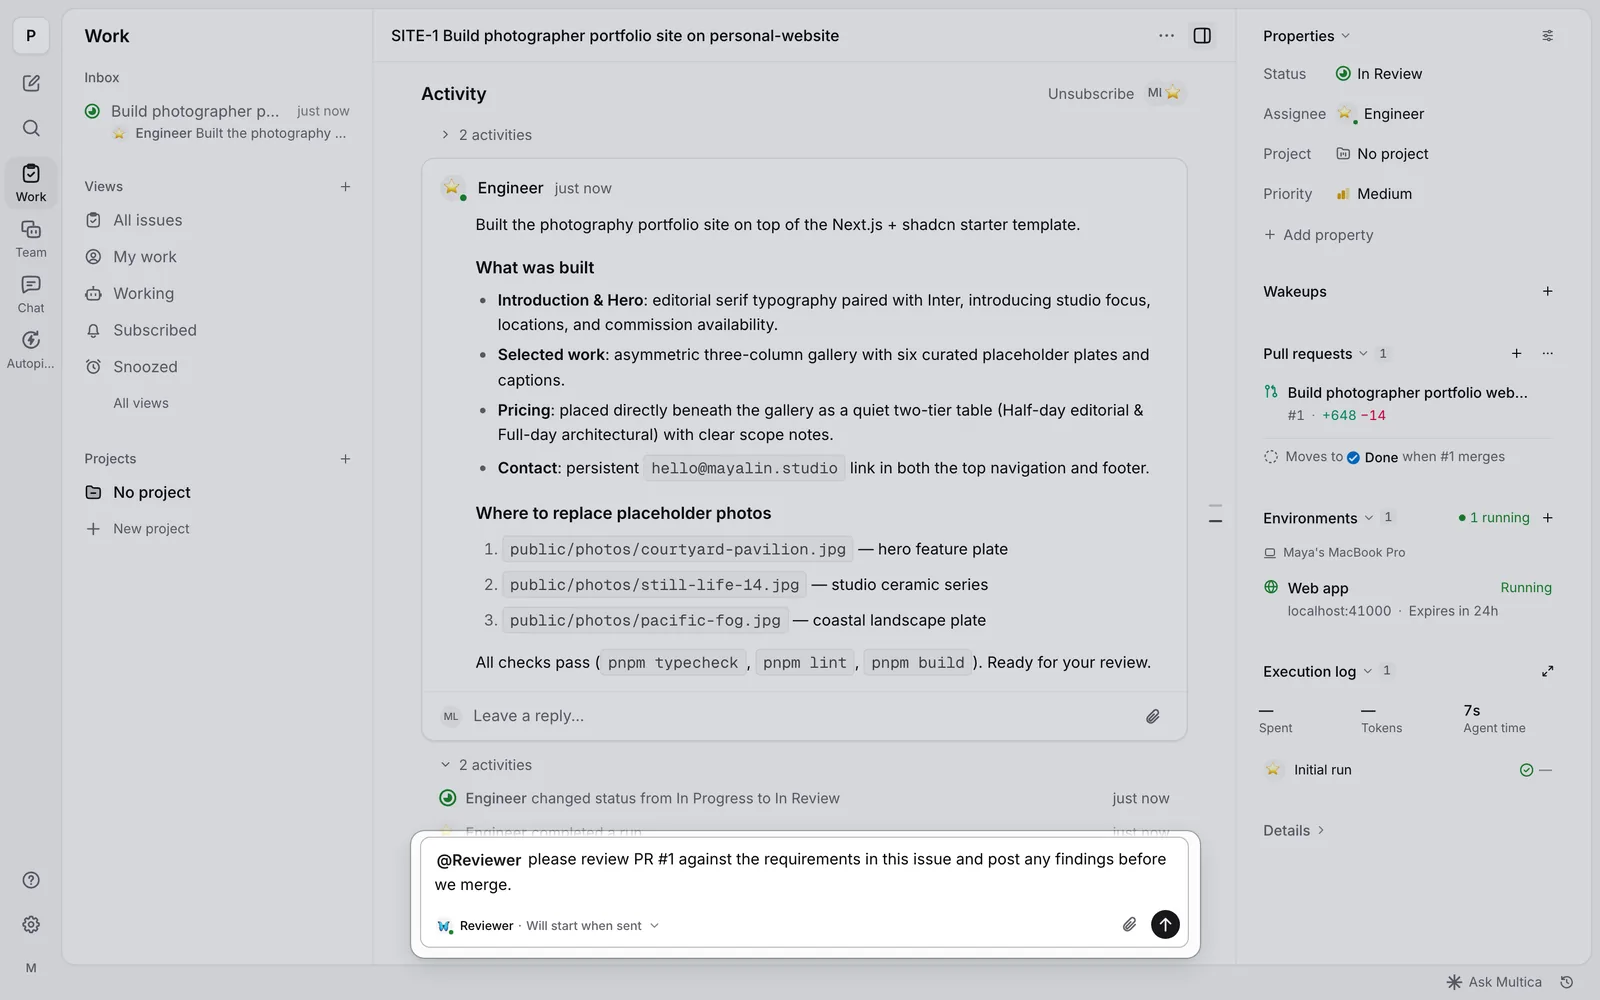 P
Work
Team
Chat
Autopi...
M
Work
Inbox
Build photographer p... just now
Engineer Built the photography ...
Views
All issues
My work
Working
Subscribed
Snoozed
All views
Projects
No project
New project
SITE-1 Build photographer portfolio site on personal-website
Activity
Unsubscribe
2 activities
Engineer just now
Built the photography portfolio site on top of the Next.js + shadcn starter template.
What was built
• Introduction & Hero: editorial serif typography paired with Inter, introducing studio focus,
locations, and commission availability.
• Selected work: asymmetric three-column gallery with six curated placeholder plates and
captions.
• Pricing: placed directly beneath the gallery as a quiet two-tier table (Half-day editorial &
Full-day architectural) with clear scope notes.
• Contact: persistent hello@mayalin.studio link in both the top navigation and footer.
Where to replace placeholder photos
1. public/photos/courtyard-pavilion.jpg — hero feature plate
2. public/photos/still-life-14.jpg — studio ceramic series
3. public/photos/pacific-fog.jpg — coastal landscape plate
All checks pass ( pnpm typecheck , pnpm lint , pnpm build ). Ready for your review.
ML Leave a reply...
2 activities
Engineer changed status from In Progress to In Review just now
Engineer completed a run just now
@Reviewer please review PR #1 against the requirements in this issue and post any findings before
we merge.
Reviewer · Will start when sent
Properties
Status In Review
Assignee Engineer
Project No project
Priority Medium
+ Add property
Wakeups
Pull requests 1
Build photographer portfolio web...
#1 · +648 −14
Moves to Done when #1 merges
Environments 1 1 running
Maya's MacBook Pro
Web app Running
localhost:41000 · Expires in 24h
Execution log 1
— — 7s
Spent Tokens Agent time
Initial run —
Details
Ask Multica